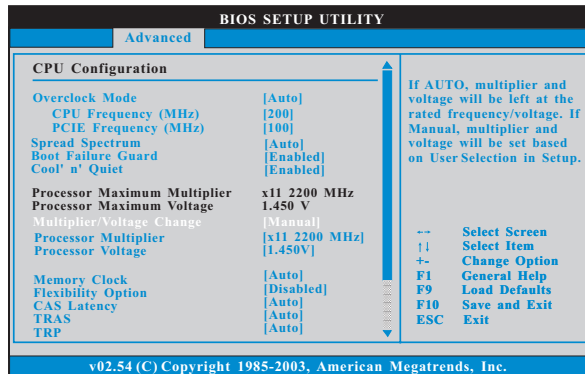 BIOS SETUP UTILITY
Advanced
CPU Configuration
Overclock Mode [Auto]
CPU Frequency (MHz) [200]
PCIE Frequency (MHz) [100]
Spread Spectrum [Auto]
Boot Failure Guard [Enabled]
Cool' n' Quiet [Enabled]
Processor Maximum Multiplier x11 2200 MHz
Processor Maximum Voltage 1.450 V
Multiplier/Voltage Change [Manual]
Processor Multiplier [x11 2200 MHz]
Processor Voltage [1.450V]
Memory Clock [Auto]
Flexibility Option [Disabled]
CAS Latency [Auto]
TRAS [Auto]
TRP [Auto]
If AUTO, multiplier and
voltage will be left at the
rated frequency/voltage. If
Manual, multiplier and
voltage will be set based
on User Selection in Setup.
←→ Select Screen
↑↓ Select Item
+- Change Option
F1 General Help
F9 Load Defaults
F10 Save and Exit
ESC Exit
v02.54 (C) Copyright 1985-2003, American Megatrends, Inc.